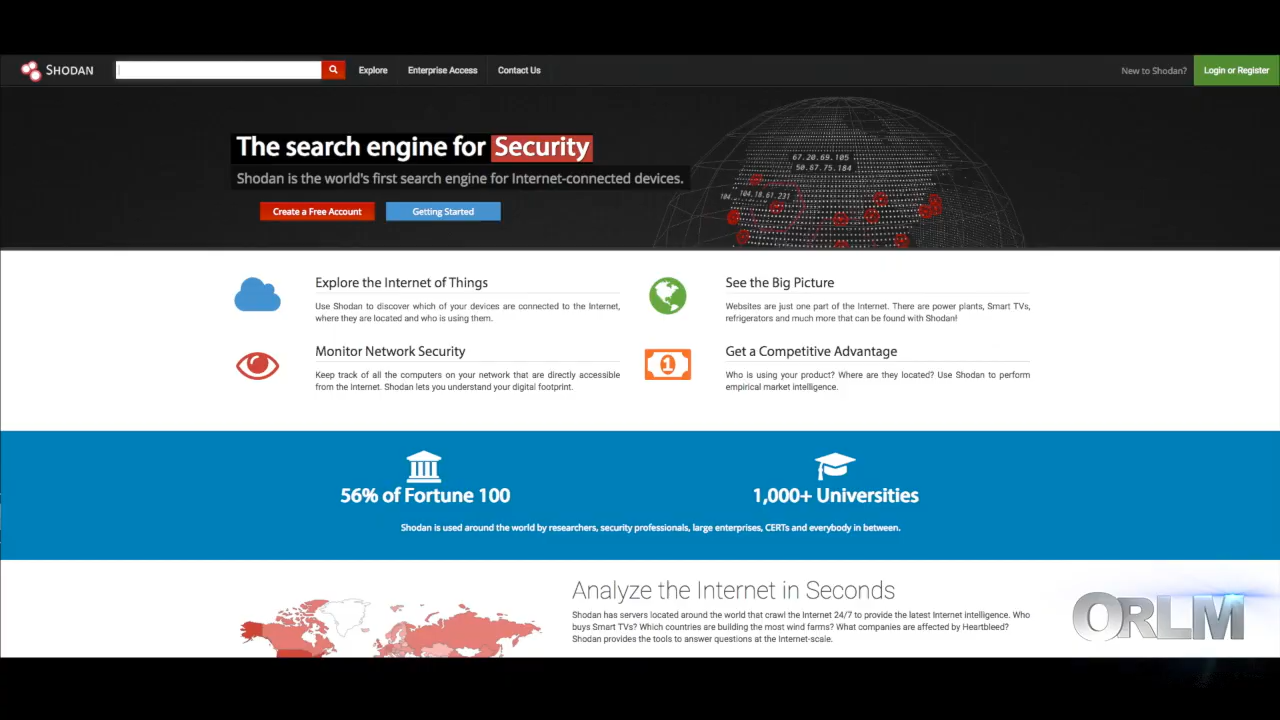 SHODAN
Explore
Enterprise Access
Contact Us
New to Shodan?
Login or Register
The search engine for Security
Shodan is the world's first search engine for Internet-connected devices.
Create a Free Account
Getting Started
67.20.69.105
50.67.75.184
104.18.61.231
104.
Explore the Internet of Things
Use Shodan to discover which of your devices are connected to the Internet,
where they are located and who is using them.
See the Big Picture
Websites are just one part of the Internet. There are power plants, Smart TVs,
refrigerators and much more that can be found with Shodan!
Monitor Network Security
Keep track of all the computers on your network that are directly accessible
from the Internet. Shodan lets you understand your digital footprint.
1
Get a Competitive Advantage
Who is using your product? Where are they located? Use Shodan to perform
empirical market intelligence.
56% of Fortune 100
1,000+ Universities
Shodan is used around the world by researchers, security professionals, large enterprises, CERTs and everybody in between.
Analyze the Internet in Seconds
Shodan has servers located around the world that crawl the Internet 24/7 to provide the latest Internet intelligence. Who
buys Smart TVs? Which countries are building the most wind farms? What companies are affected by Heartbleed?
Shodan provides the tools to answer questions at the Internet-scale.
ORLM